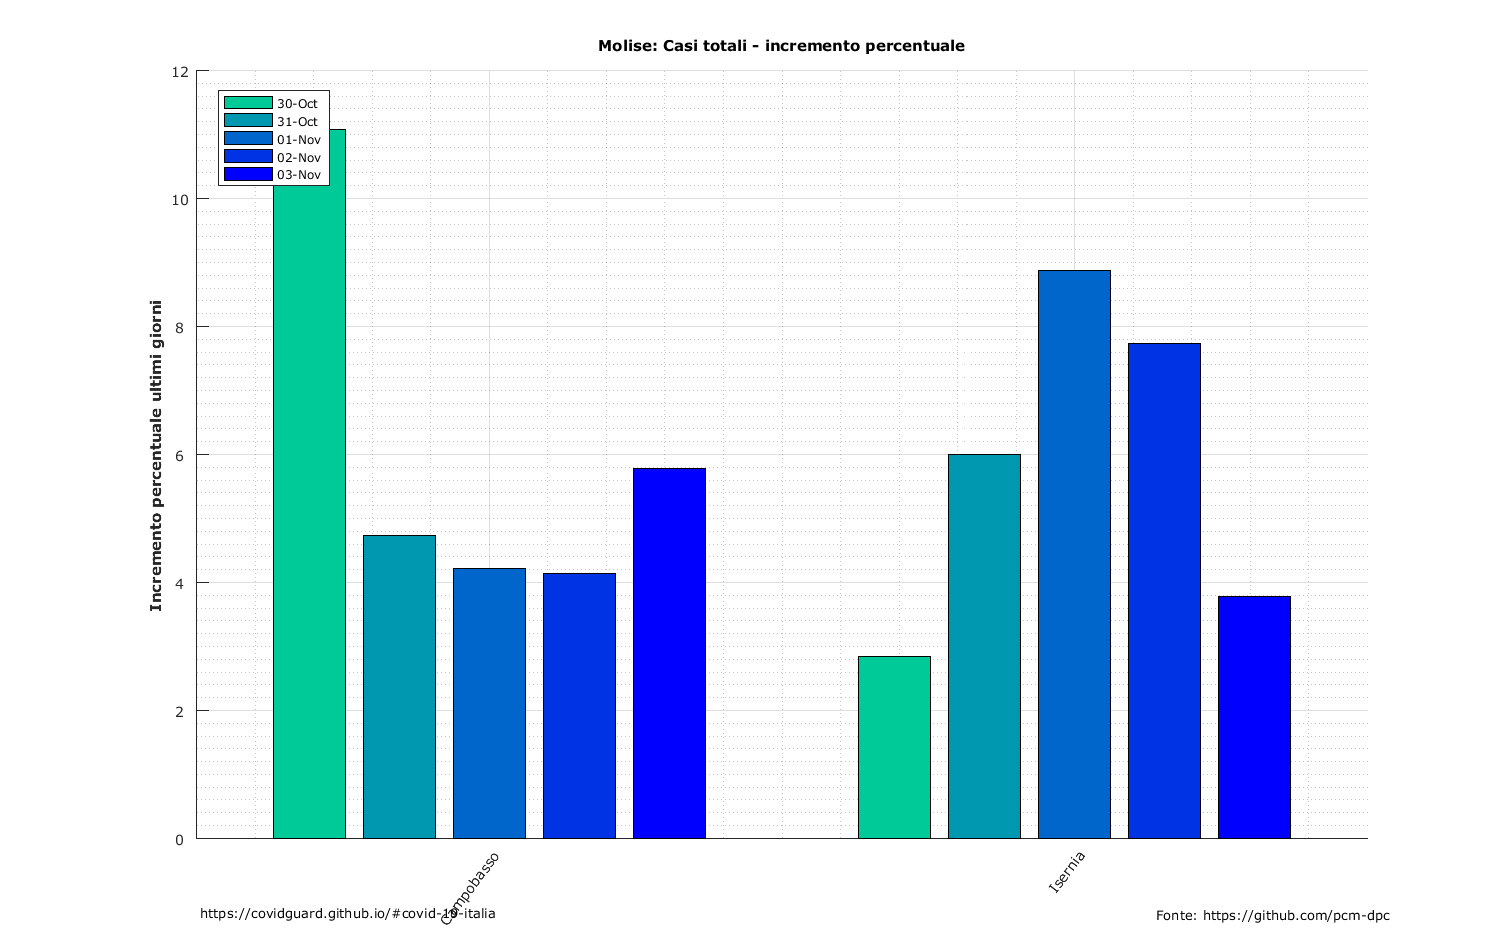 Molise: Casi totali - incremento percentuale
Incremento percentuale ultimi giorni
12
10
8
6
4
2
0
30-Oct
31-Oct
01-Nov
02-Nov
03-Nov
Campobasso
Isernia
https://covidguard.github.io/#covid-19-italia
Fonte: https://github.com/pcm-dpc